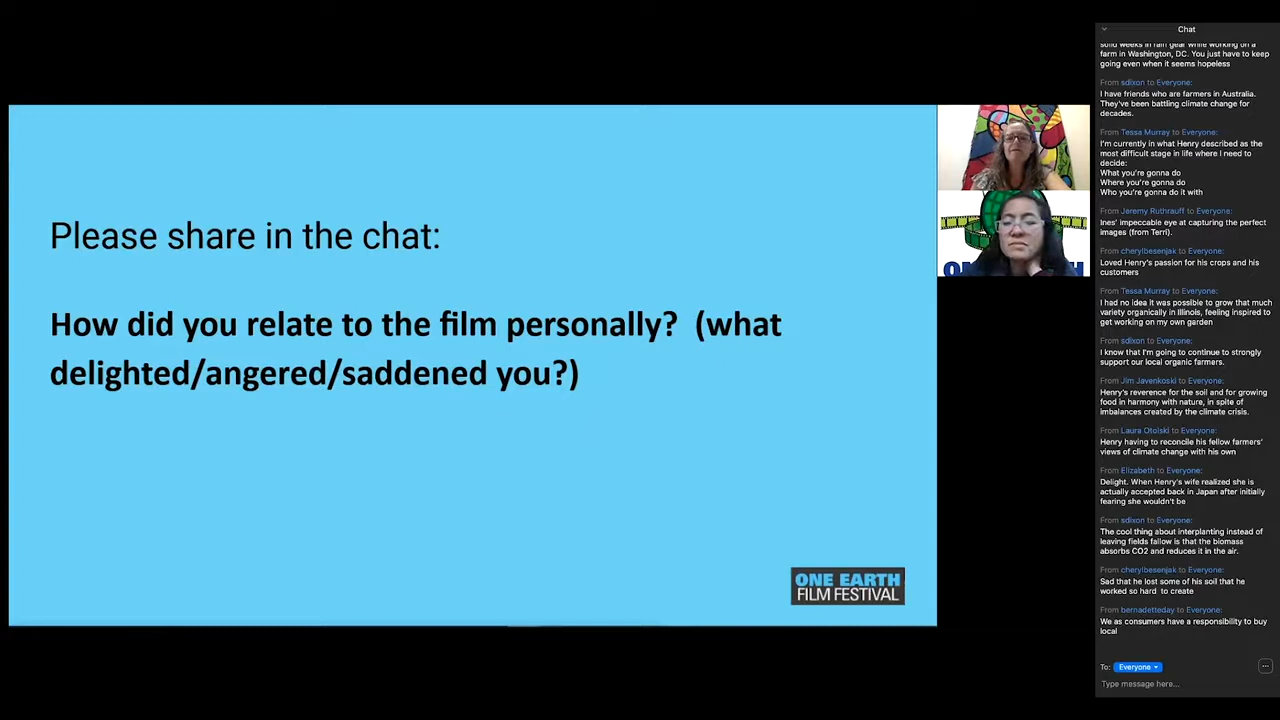 Please share in the chat:
How did you relate to the film personally?  (what
delighted/angered/saddened you?)
ONE EARTH
FILM FESTIVAL
Chat
solid weeks in rain gear while working on a
farm in Washington, DC. You just have to keep
going even when it seems hopeless
From sdixon to Everyone:
I have friends who are farmers in Australia.
They've been battling climate change for
decades.
From Tessa Murray to Everyone:
I'm currently in what Henry described as the
most difficult stage in life where I need to
decide:
What you're gonna do
Where you're gonna do
Who you're gonna do it with
From Jeremy Ruthrauff to Everyone:
Ines' impeccable eye at capturing the perfect
images (from Terri).
From cherylbesenjak to Everyone:
Loved Henry's passion for his crops and his
customers
From Tessa Murray to Everyone:
I had no idea it was possible to grow that much
variety organically in Illinois, feeling inspired to
get working on my own garden
From sdixon to Everyone:
I know that I'm going to continue to strongly
support our local organic farmers.
From Jim Javenkoski to Everyone:
Henry's reverence for the soil and for growing
food in harmony with nature, in spite of
imbalances created by the climate crisis.
From Laura Otolski to Everyone:
Henry having to reconcile his fellow farmers'
views of climate change with his own
From Elizabeth to Everyone:
Delight. When Henry's wife realized she is
actually accepted back in Japan after initially
fearing she wouldn't be
From sdixon to Everyone:
The cool thing about interplanting instead of
leaving fields fallow is that the biomass
absorbs CO2 and reduces it in the air.
From cherylbesenjak to Everyone:
Sad that he lost some of his soil that he
worked so hard  to create
From bernadetteday to Everyone:
We as consumers have a responsibility to buy
local
To: Everyone
Type message here...